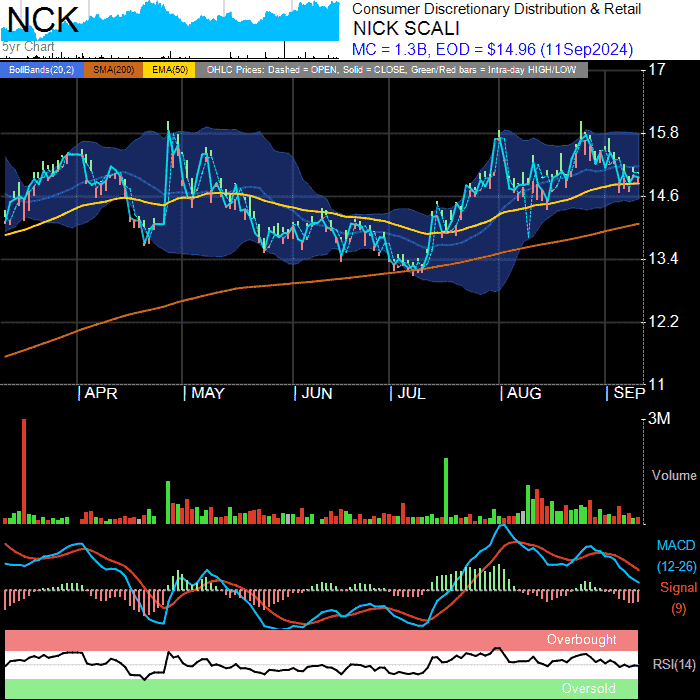 NCK
5yr Chart
Consumer Discretionary Distribution & Retail
NICK SCALI
MC = 1.3B, EOD = $14.96 (11Sep2024)
BollBands(20,2) SMA(200) EMA(50) OHLC Prices: Dashed = OPEN, Solid = CLOSE, Green/Red bars = Intra-day HIGH/LOW
17
15.8
14.6
13.4
12.2
11
APR MAY JUN JUL AUG SEP
3M
Volume
MACD
(12-26)
Signal
(9)
Overbought
RSI(14)
Oversold